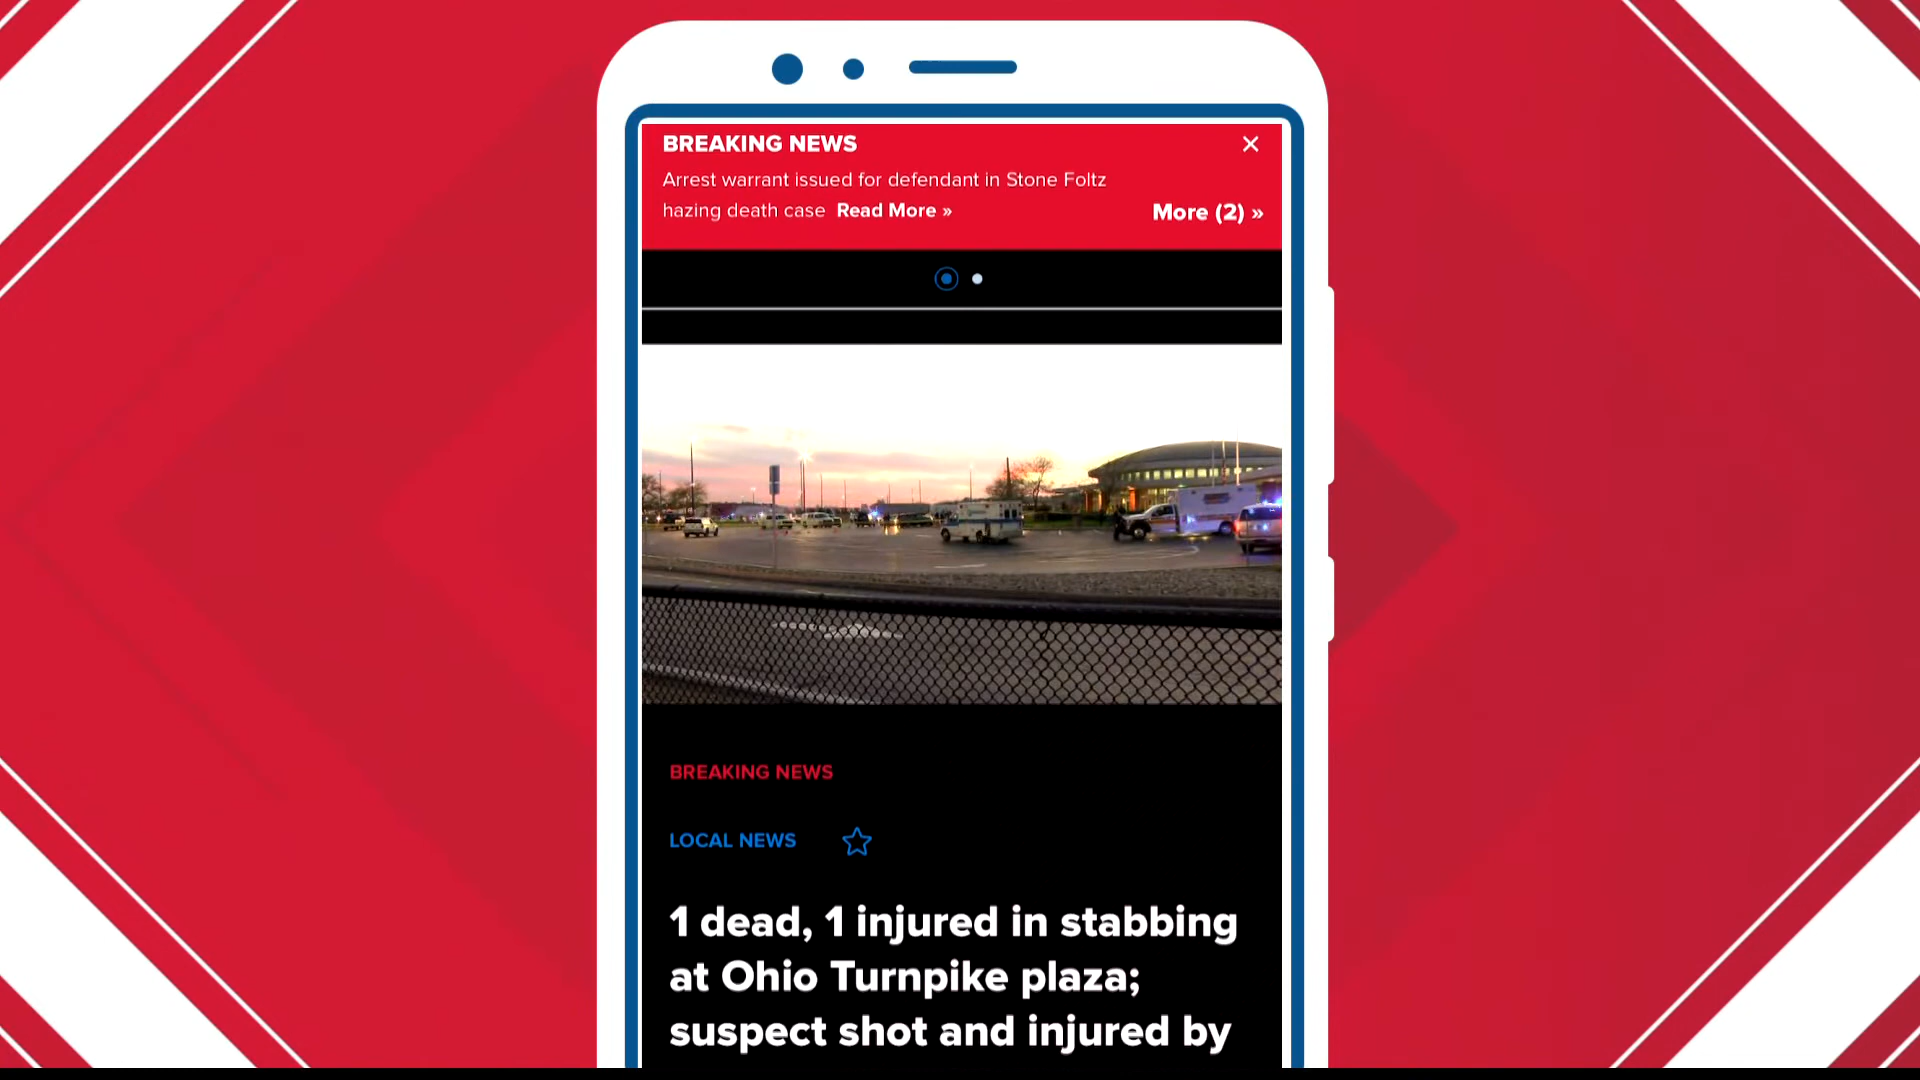 BREAKING NEWS
Arrest warrant issued for defendant in Stone Foltz
hazing death case Read More »
More (2) »
BREAKING NEWS
LOCAL NEWS
1 dead, 1 injured in stabbing
at Ohio Turnpike plaza;
suspect shot and injured by